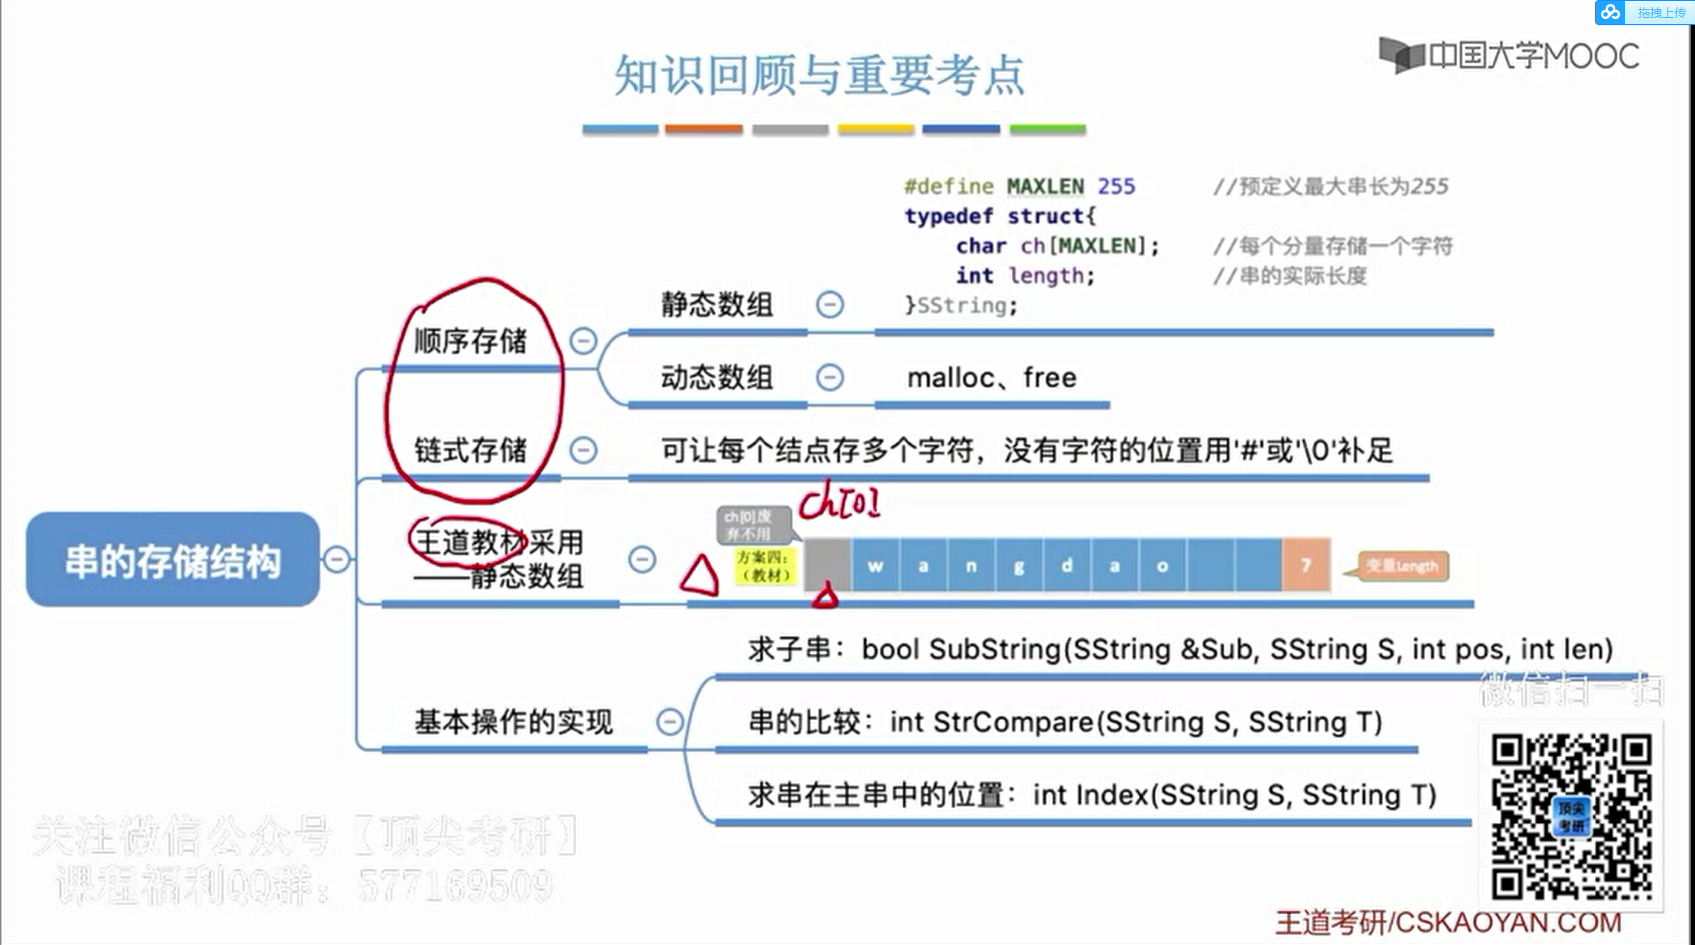 拖拽上传
中国大学MOOC
知识回顾与重要考点
#define MAXLEN 255 //预定义最大串长为255
typedef struct{
char ch[MAXLEN]; //每个分量存储一个字符
int length; //串的实际长度
}SString;
静态数组
顺序存储
动态数组
malloc、free
链式存储
可让每个结点存多个字符，没有字符的位置用'#'或'\0'补足
ch[0]
ch[0]废
弃不用
王道教材采用
——静态数组
方案四：
（教材）
w a n g d a o 7
变量Length
串的存储结构
求子串：bool SubString(SString &Sub, SString S, int pos, int len)
微信扫一扫
基本操作的实现
串的比较：int StrCompare(SString S, SString T)
求串在主串中的位置：int Index(SString S, SString T)
顶尖
考研
关注微信公众号【顶尖考研】
课程福利QQ群：577169509
王道考研/CSKAOYAN.COM